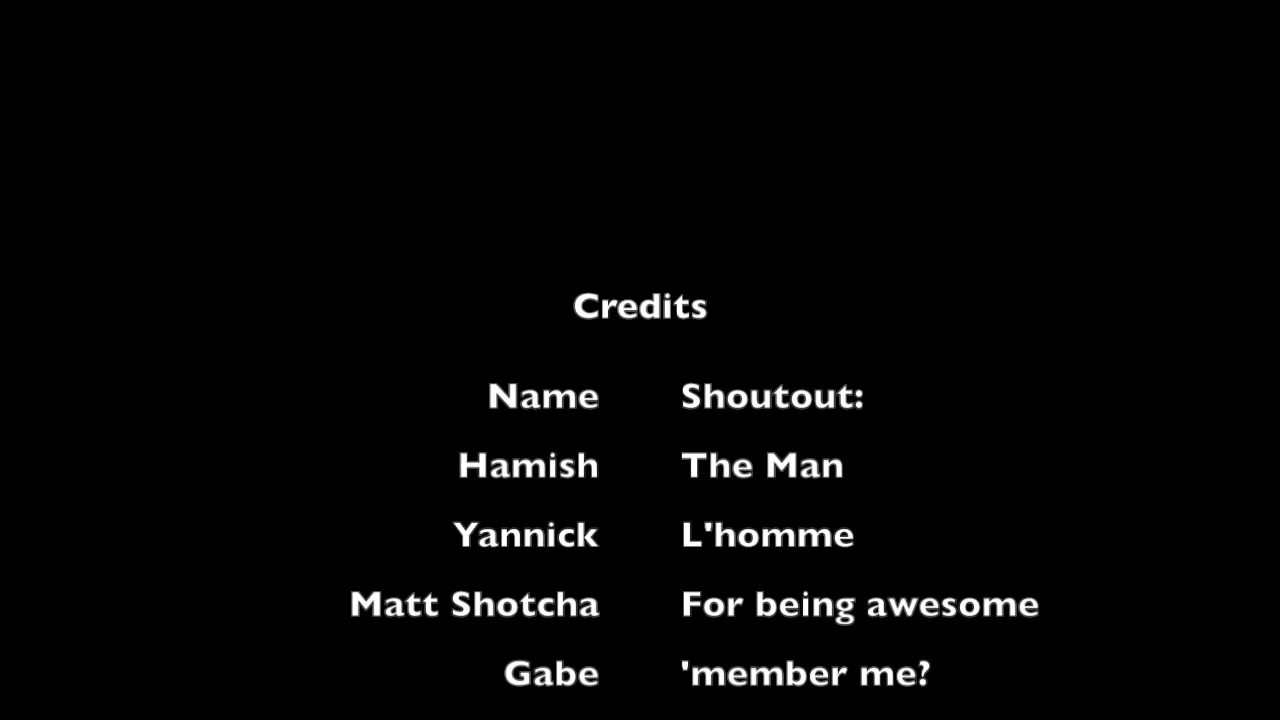 Credits
Name Shoutout:
Hamish The Man
Yannick L'homme
Matt Shotcha For being awesome
Gabe 'member me?